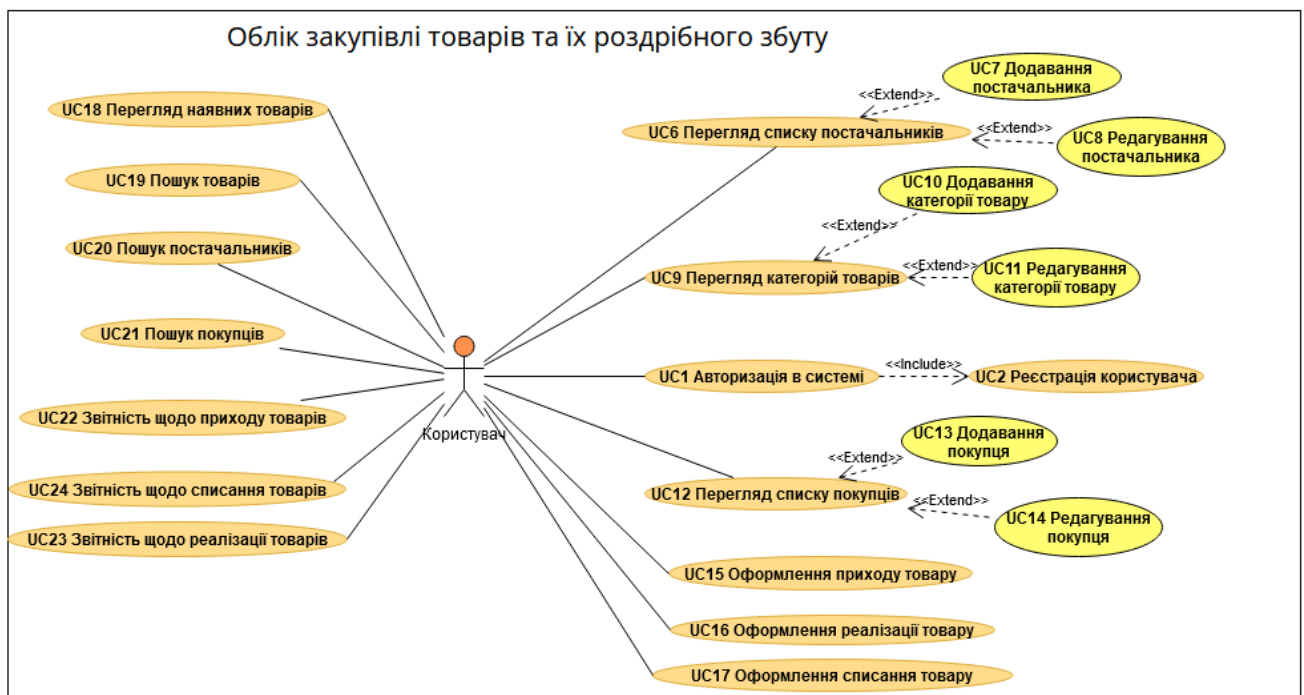 Облік закупівлі товарів та їх роздрібного збуту
UC18 Перегляд наявних товарів
UC19 Пошук товарів
UC20 Пошук постачальників
UC21 Пошук покупців
UC22 Звітність щодо приходу товарів
UC24 Звітність щодо списання товарів
UC23 Звітність щодо реалізації товарів
Користувач
UC7 Додавання
постачальника
<<Extend>>
UC6 Перегляд списку постачальників
<<Extend>>
UC8 Редагування
постачальника
UC10 Додавання
категорії товару
<<Extend>>
UC9 Перегляд категорій товарів
<<Extend>>
UC11 Редагування
категорії товару
UC1 Авторизація в системі
<<Include>>
UC2 Реєстрація користувача
UC13 Додавання
покупця
<<Extend>>
UC12 Перегляд списку покупців
<<Extend>>
UC14 Редагування
покупця
UC15 Оформлення приходу товару
UC16 Оформлення реалізації товару
UC17 Оформлення списання товару